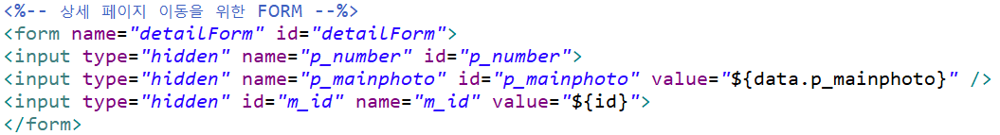 <%-- 상세 페이지 이동을 위한 FORM --%>
<form name="detailForm" id="detailForm">
<input type="hidden" name="p_number" id="p_number">
<input type="hidden" name="p_mainphoto" id="p_mainphoto" value="${data.p_mainphoto}" />
<input type="hidden" id="m_id" name="m_id" value="${id}">
</form>